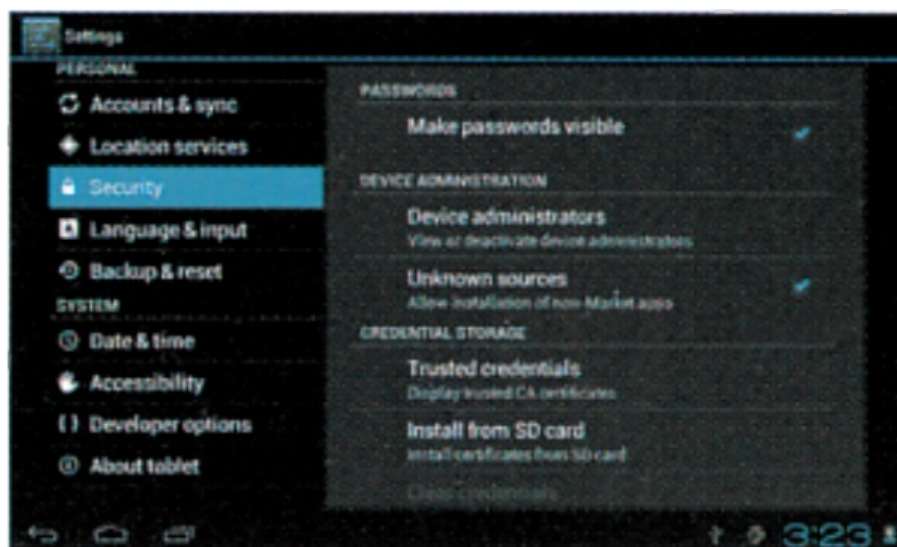 Settings
PERSONAL
Accounts & sync
Location services
Security
Language & input
Backup & reset
SYSTEM
Date & time
Accessibility
Developer options
About tablet
PASSWORDS
Make passwords visible
DEVICE ADMINISTRATION
Device administrators
View or deactivate device administrators
Unknown sources
Allow installation of non-Market apps
CREDENTIAL STORAGE
Trusted credentials
Display trusted CA certificates
Install from SD card
Install certificates from SD card
Clear credentials
3:23